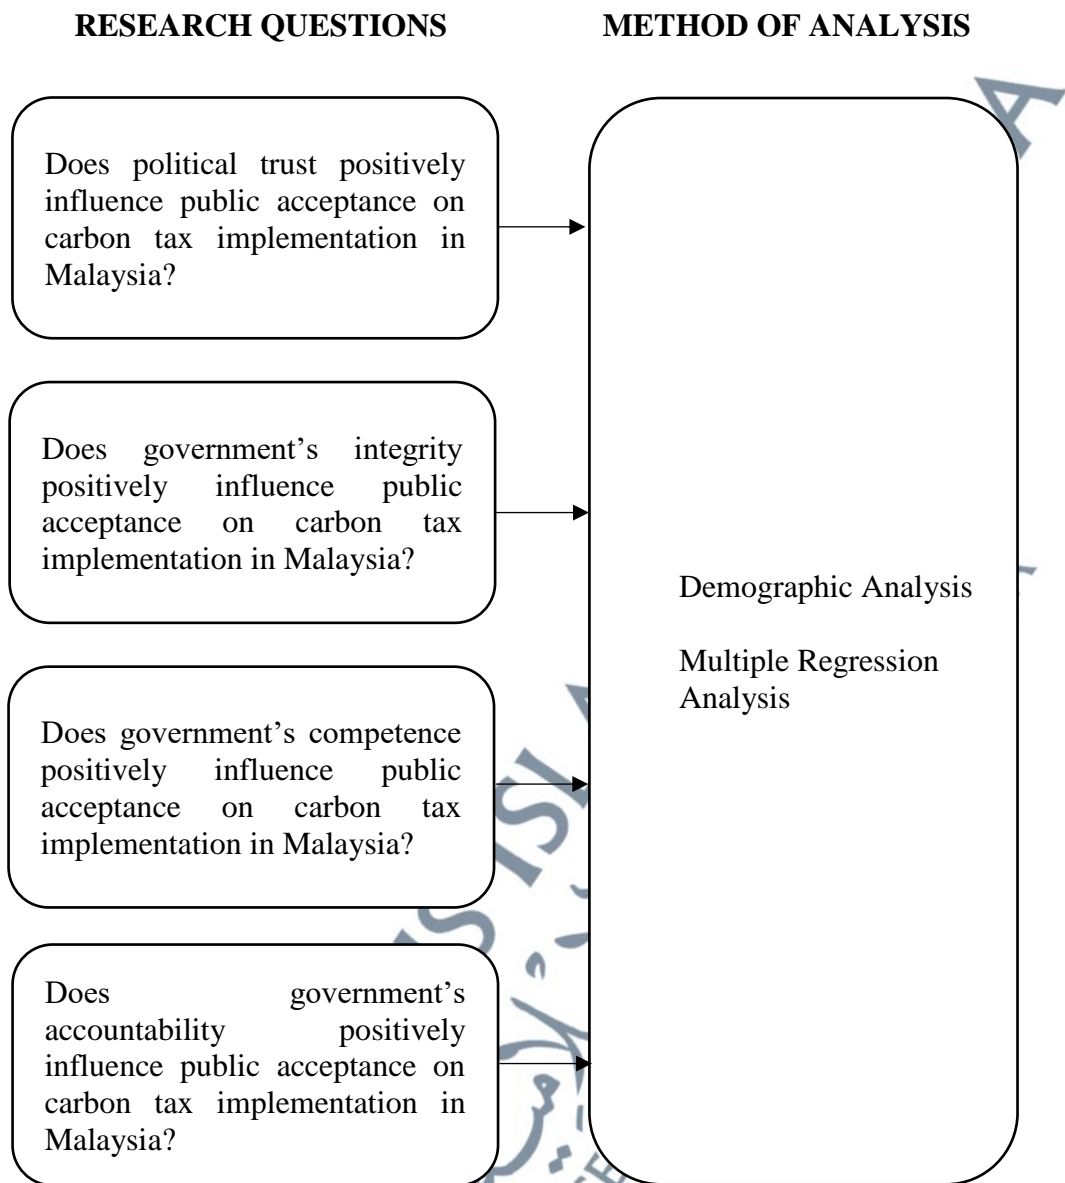 RESEARCH QUESTIONS
METHOD OF ANALYSIS
Does political trust positively
influence public acceptance on
carbon tax implementation in
Malaysia?
Does government’s integrity
positively influence public
acceptance on carbon tax
implementation in Malaysia?
Does government’s competence
positively influence public
acceptance on carbon tax
implementation in Malaysia?
Does government’s
accountability positively
influence public acceptance on
carbon tax implementation in
Malaysia?
Demographic Analysis
Multiple Regression
Analysis